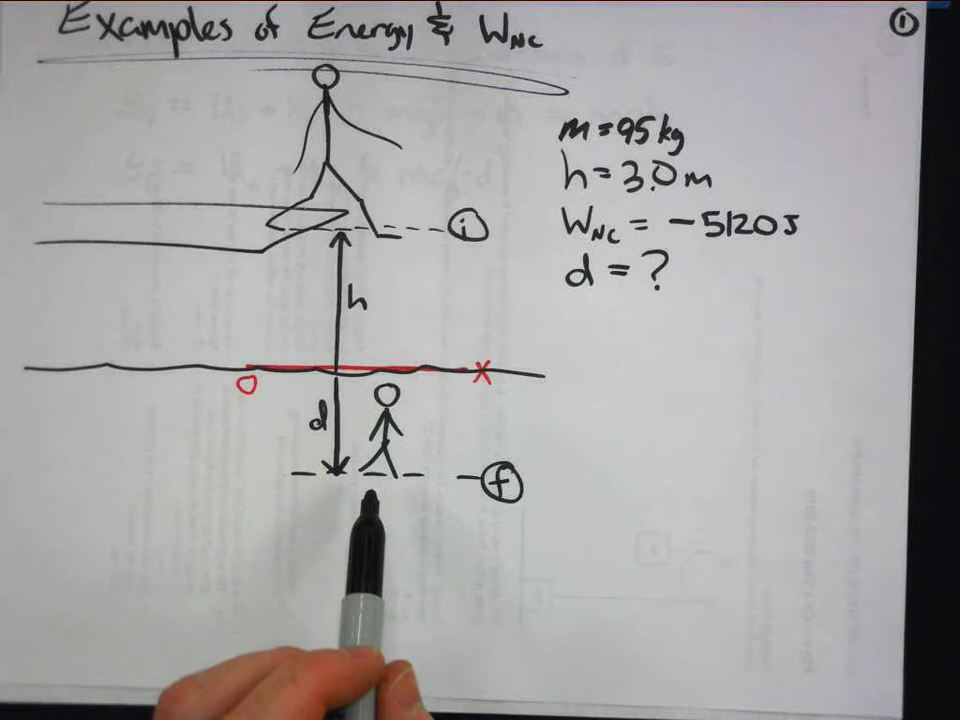 Examples of Energy & W_NC
①
m = 95 kg
h = 3.0 m
W_NC = -5120 J
d = ?
i
h
O
x
d
f